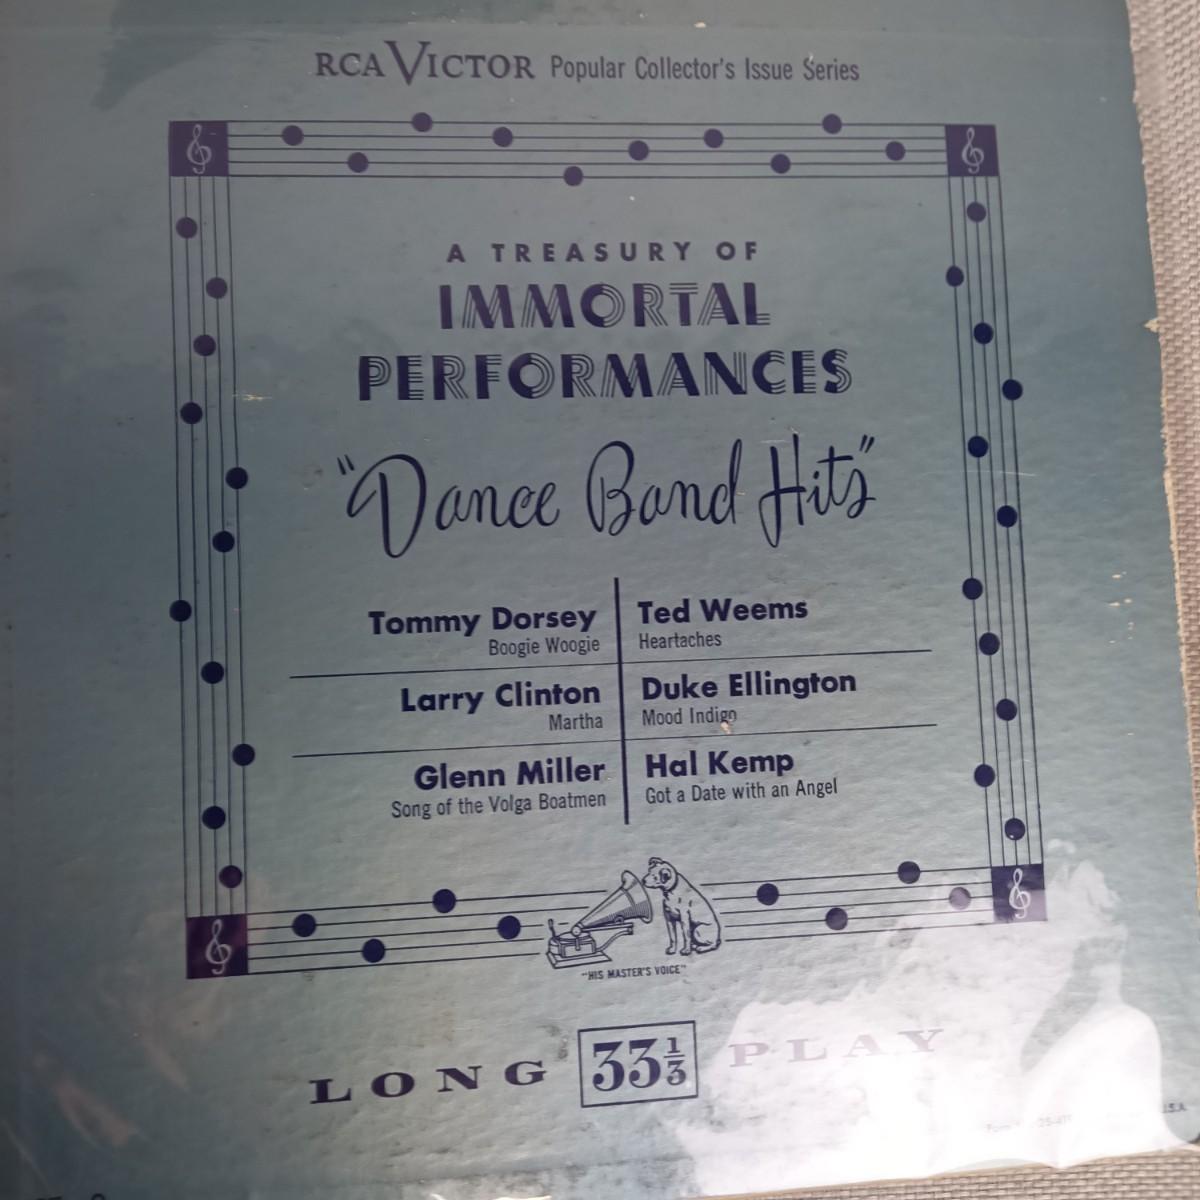 RCA VICTOR Popular Collector's Issue Series
A TREASURY OF
IMMORTAL
PERFORMANCES
"Dance Band Hits"
Tommy Dorsey
Boogie Woogie
Ted Weems
Heartaches
Larry Clinton
Martha
Duke Ellington
Mood Indigo
Glenn Miller
Song of the Volga Boatmen
Hal Kemp
Got a Date with an Angel
"HIS MASTER'S VOICE"
LONG 33 1/3 PLAY